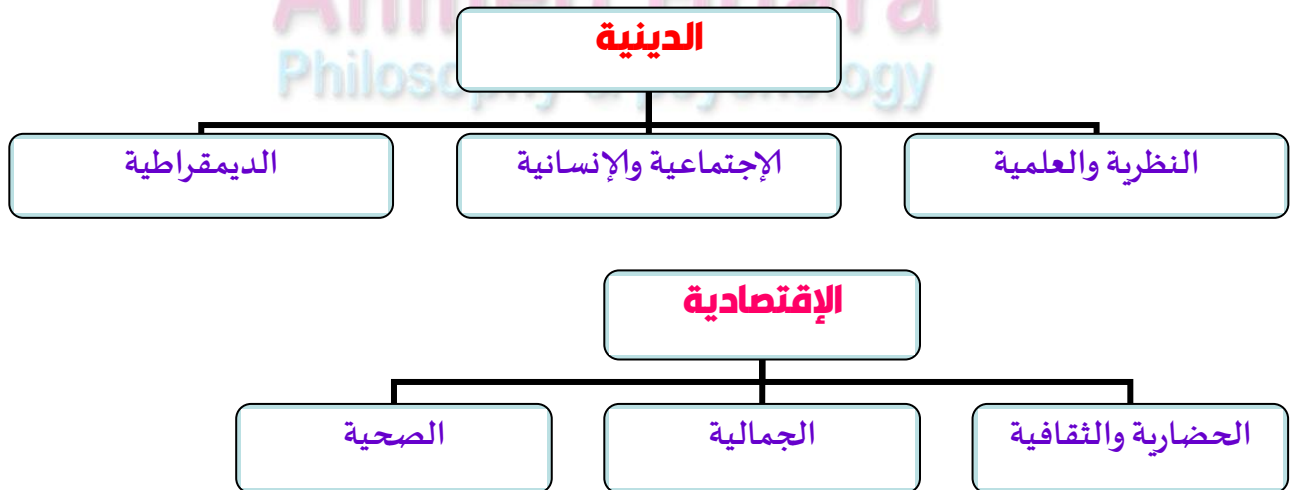 الدينية
النظرية والعلمية
الإجتماعية والإنسانية
الديمقراطية
الإقتصادية
الحضارية والثقافية
الجمالية
الصحية